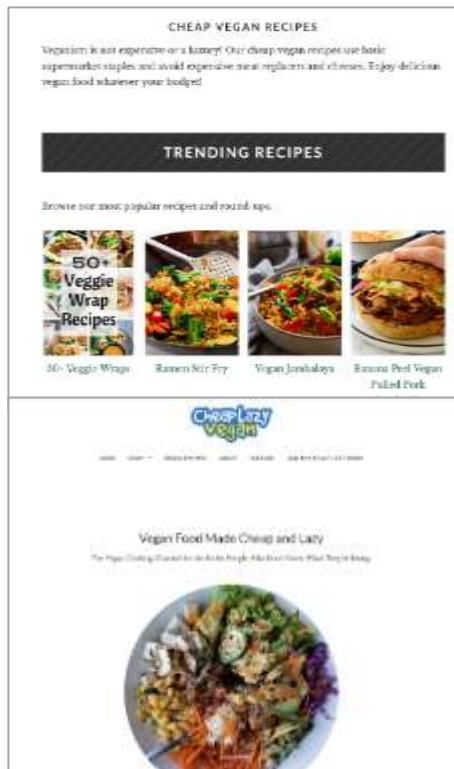 CHEAP VEGAN RECIPES
Veganism is not expensive or a luxury! Our cheap vegan recipes use basic
supermarket staples and avoid expensive meat replacers and cheeses. Enjoy delicious
vegan food whatever your budget!
TRENDING RECIPES
Browse our most popular recipes and round-ups.
50+
Veggie
Wrap
Recipes
50+ Veggie Wraps
Ramen Stir Fry
Vegan Jambalaya
Banana Peel Vegan
Pulled Pork
Cheap Lazy
Vegan
Vegan Food Made Cheap and Lazy